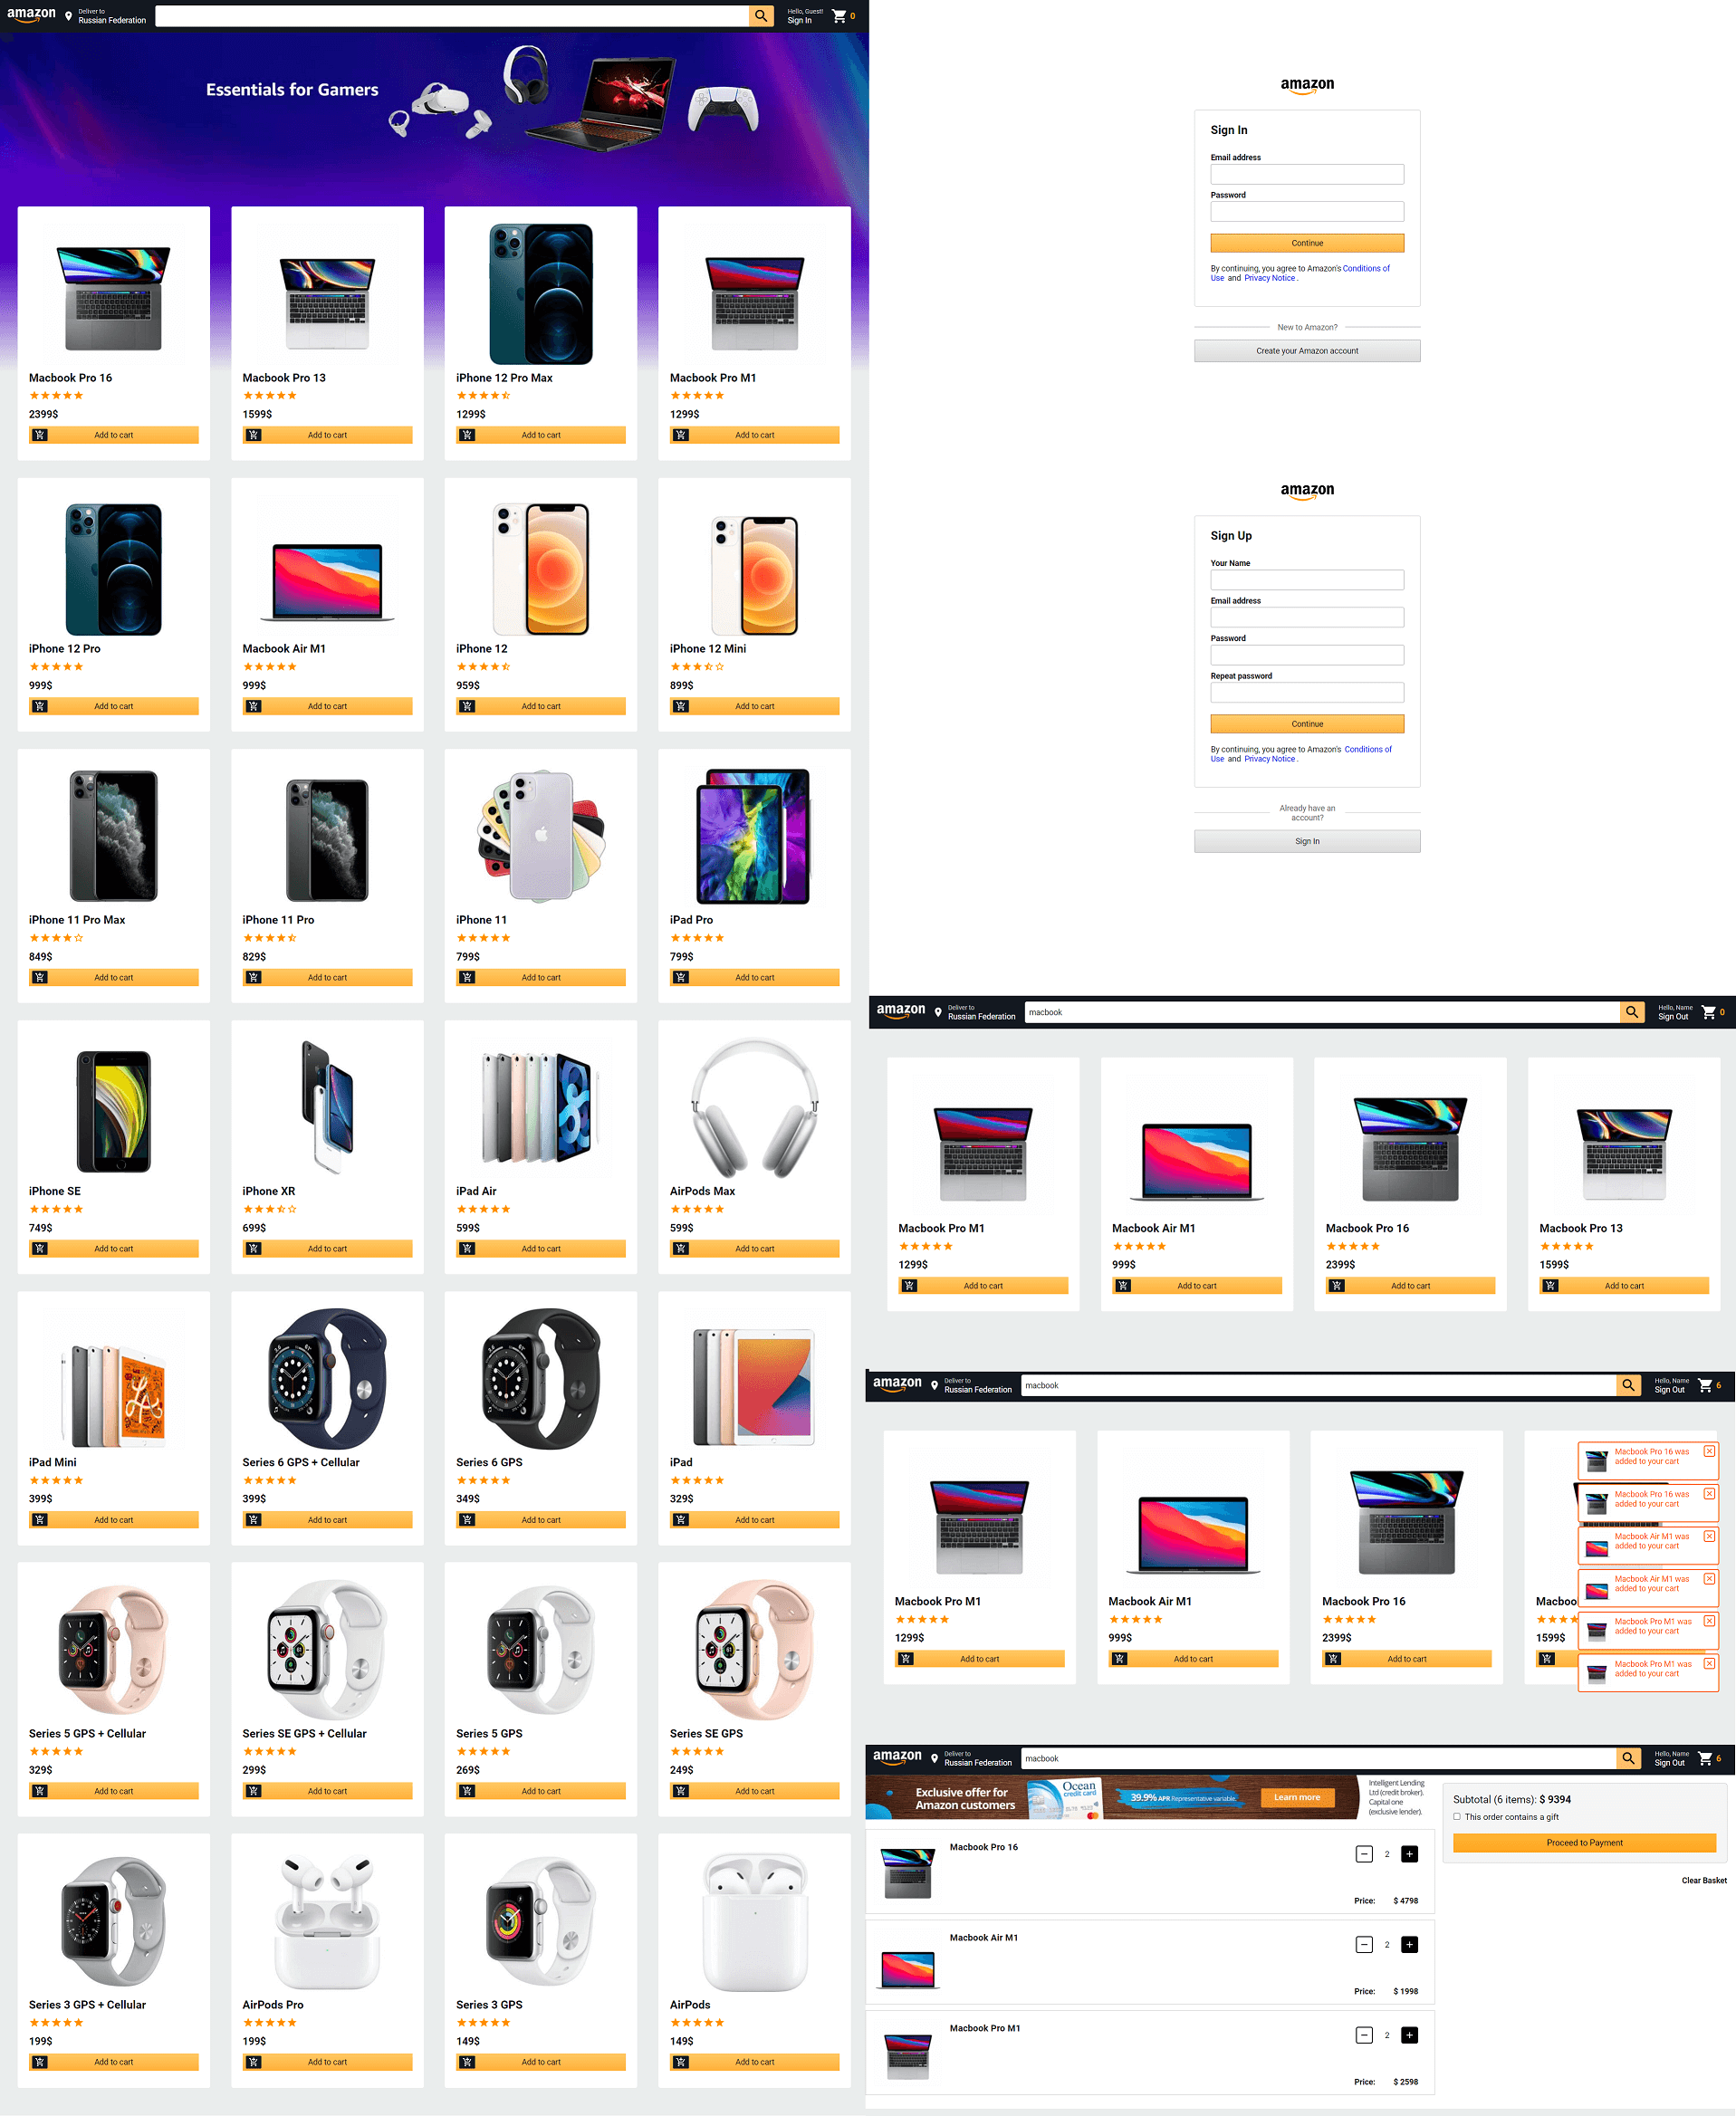 amazon
Deliver to
Russian Federation
Hello, Guest!
Sign In
0
Essentials for Gamers
Macbook Pro 16
2399$
Add to cart
Macbook Pro 13
1599$
Add to cart
iPhone 12 Pro Max
1299$
Add to cart
Macbook Pro M1
1299$
Add to cart
iPhone 12 Pro
999$
Add to cart
Macbook Air M1
999$
Add to cart
iPhone 12
959$
Add to cart
iPhone 12 Mini
899$
Add to cart
iPhone 11 Pro Max
849$
Add to cart
iPhone 11 Pro
829$
Add to cart
iPhone 11
799$
Add to cart
iPad Pro
799$
Add to cart
iPhone SE
749$
Add to cart
iPhone XR
699$
Add to cart
iPad Air
599$
Add to cart
AirPods Max
599$
Add to cart
iPad Mini
399$
Add to cart
Series 6 GPS + Cellular
399$
Add to cart
Series 6 GPS
349$
Add to cart
iPad
329$
Add to cart
Series 5 GPS + Cellular
329$
Add to cart
Series SE GPS + Cellular
299$
Add to cart
Series 5 GPS
269$
Add to cart
Series SE GPS
249$
Add to cart
Series 3 GPS + Cellular
199$
Add to cart
AirPods Pro
199$
Add to cart
Series 3 GPS
149$
Add to cart
AirPods
149$
Add to cart
amazon
Sign In
Email address
Password
Continue
By continuing, you agree to Amazon's Conditions of
Use and Privacy Notice .
New to Amazon?
Create your Amazon account
amazon
Sign Up
Your Name
Email address
Password
Repeat password
Continue
By continuing, you agree to Amazon's Conditions of
Use and Privacy Notice .
Already have an
account?
Sign In
amazon
Deliver to
Russian Federation
macbook
Hello, Name
Sign Out
0
Macbook Pro M1
1299$
Add to cart
Macbook Air M1
999$
Add to cart
Macbook Pro 16
2399$
Add to cart
Macbook Pro 13
1599$
Add to cart
amazon
Deliver to
Russian Federation
macbook
Hello, Name
Sign Out
6
Macbook Pro M1
1299$
Add to cart
Macbook Air M1
999$
Add to cart
Macbook Pro 16
2399$
Add to cart
Macboo
1599$
Macbook Pro 16 was
added to your cart
Macbook Pro 16 was
added to your cart
Macbook Air M1 was
added to your cart
Macbook Air M1 was
added to your cart
Macbook Pro M1 was
added to your cart
Macbook Pro M1 was
added to your cart
amazon
Deliver to
Russian Federation
macbook
Hello, Name
Sign Out
6
Exclusive offer for
Amazon customers
Ocean
credit card
39.9% APR Representative variable.
Learn more
Intelligent Lending
Ltd (credit broker).
Capital one
(exclusive lender).
Subtotal (6 items): $ 9394
This order contains a gift
Proceed to Payment
Clear Basket
Macbook Pro 16
2
Price: $ 4798
Macbook Air M1
2
Price: $ 1998
Macbook Pro M1
2
Price: $ 2598